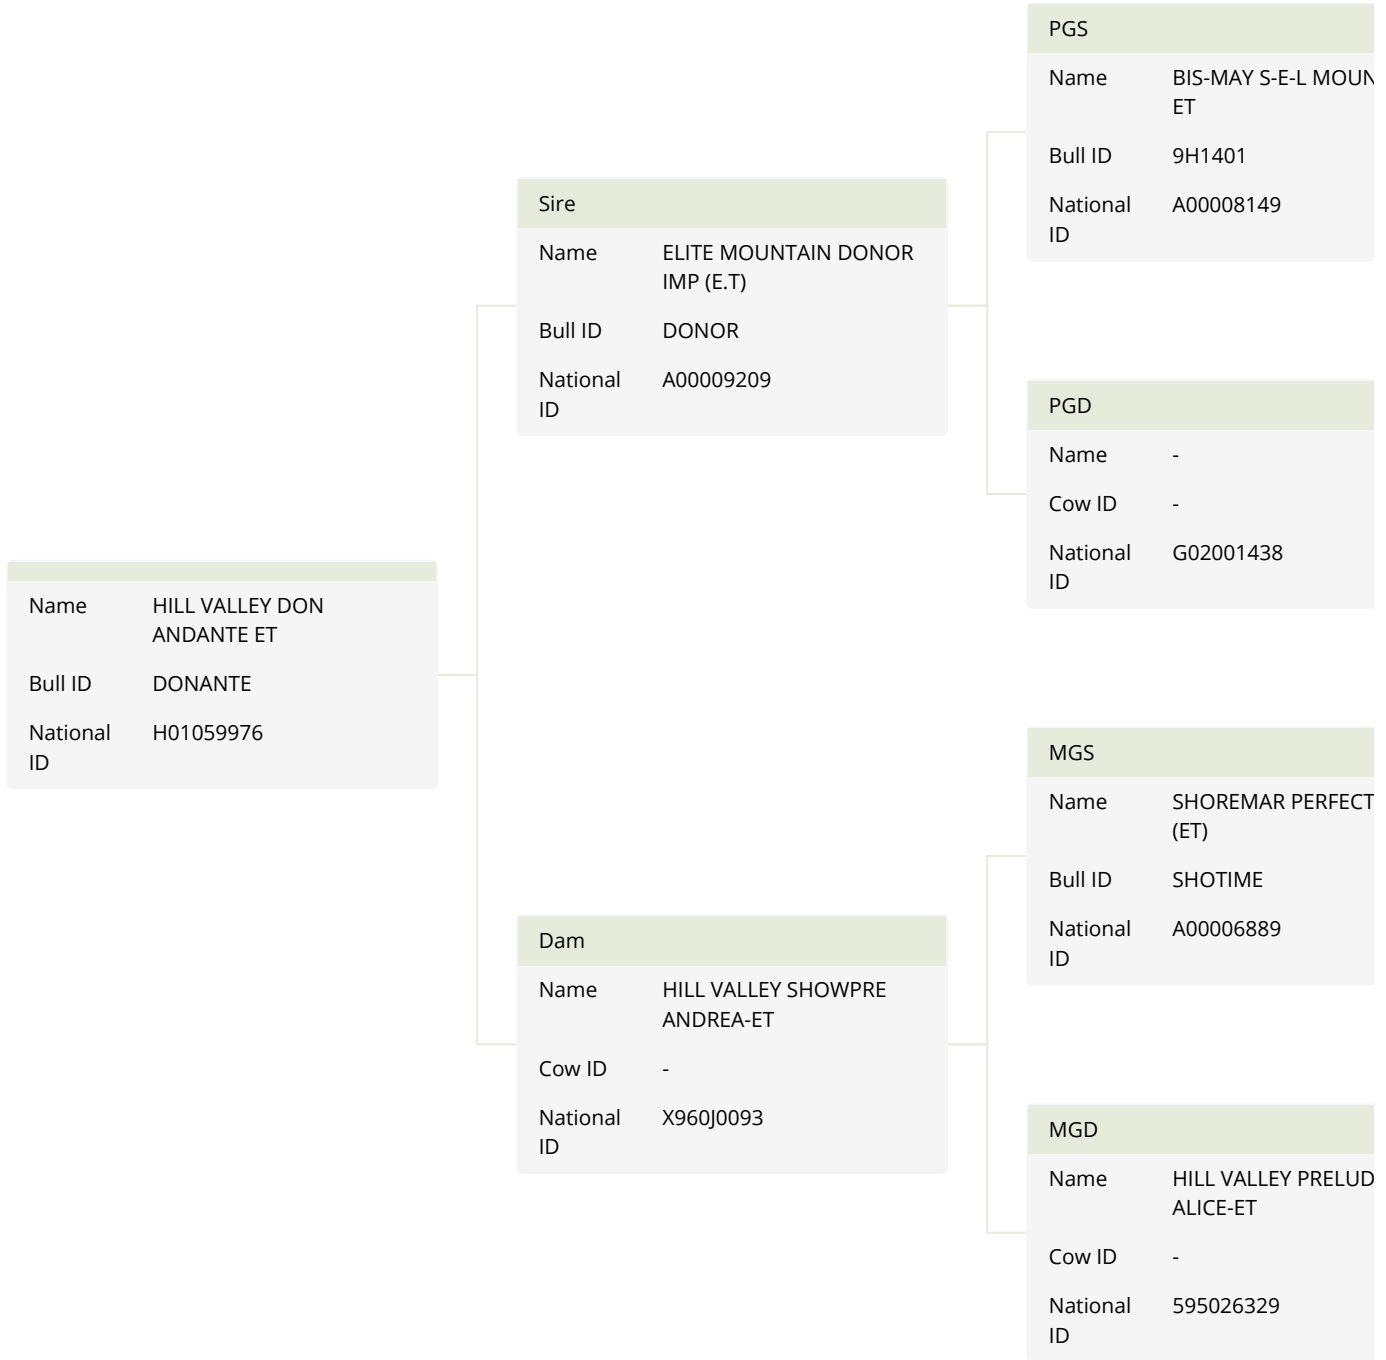 PGS
Name BIS-MAY S-E-L
ET
Bull ID 9H1401
National A00008149
ID
Sire
Name ELITE MOUNTAIN DONOR
IMP (E.T)
Bull ID DONOR
National A00009209
ID
PGD
Name -
Cow ID -
National G02001438
ID
Name HILL VALLEY DON
ANDANTE ET
Bull ID DONANTE
National H01059976
ID
MGS
Name SHOREMAR PERFECT
(ET)
Bull ID SHOTIME
National A00006889
ID
Dam
Name HILL VALLEY SHOWPRE
ANDREA-ET
Cow ID -
National X960J0093
ID
MGD
Name HILL VALLEY
ALICE-ET
Cow ID -
National 595026329
ID